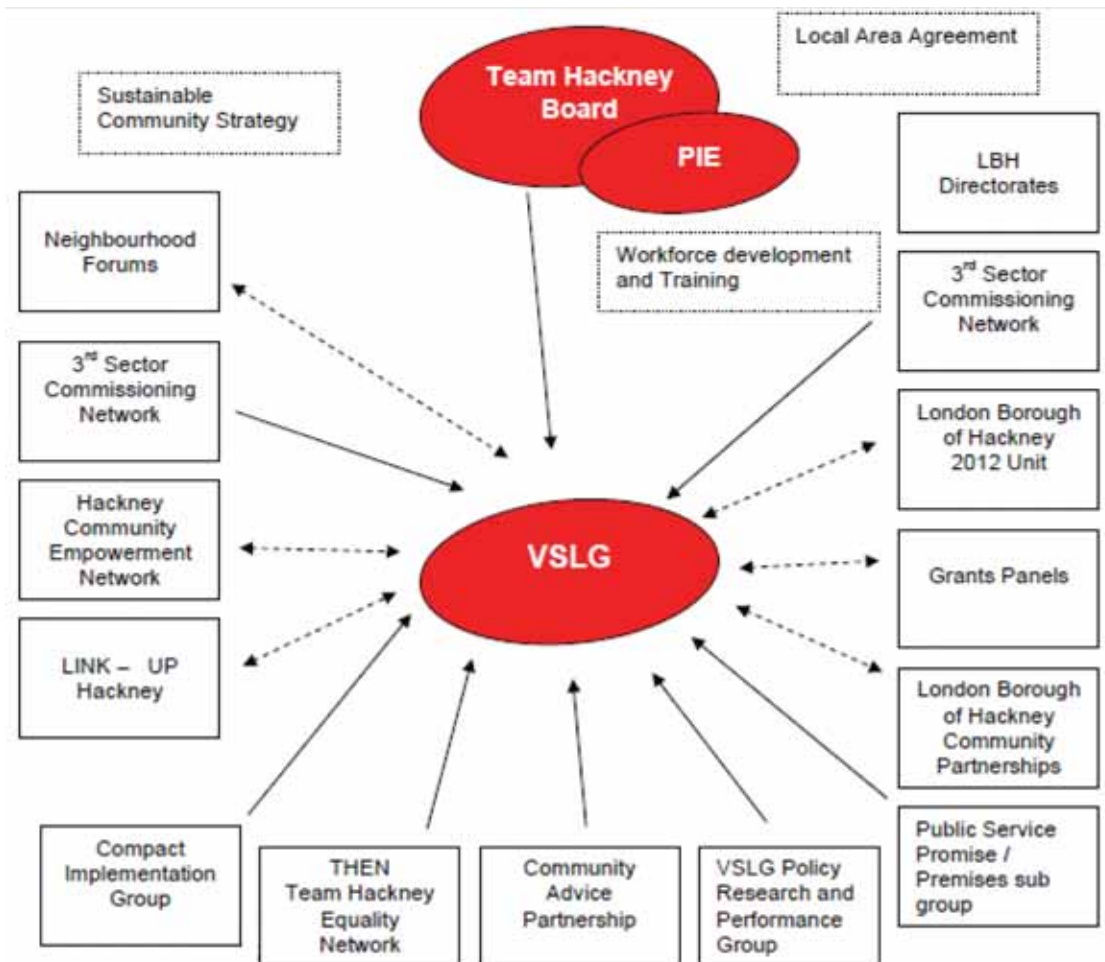 Local Area Agreement
Team Hackney
Board
Sustainable
Community Strategy
PIE
LBH
Directorates
Neighbourhood
Forums
Workforce development
and Training
3rd Sector
Commissioning
Network
3rd Sector
Commissioning
Network
London Borough
of Hackney
2012 Unit
Hackney
Community
Empowerment
Network
VSLG
Grants Panels
LINK – UP
Hackney
London Borough
of Hackney
Community
Partnerships
Compact
Implementation
Group
THEN
Team Hackney
Equality
Network
Community
Advice
Partnership
VSLG Policy
Research and
Performance
Group
Public Service
Promise /
Premises sub
group